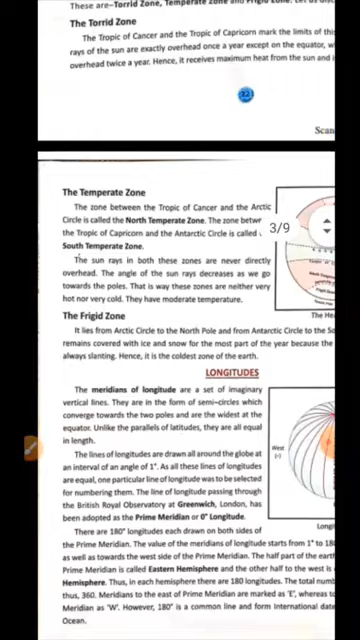 These are–Torrid Zone, Temperate Zone and Frigid Zone. Let us
The Torrid Zone
The Tropic of Cancer and the Tropic of Capricorn mark the limits of this
rays of the sun are exactly overhead once a year except on the equator, w
overhead twice a year. Hence, it receives maximum heat from the sun and i
22
Scan
The Temperate Zone
The zone between the Tropic of Cancer and the Arctic
Circle is called the North Temperate Zone. The zone betwe
the Tropic of Capricorn and the Antarctic Circle is called
South Temperate Zone.
3/9
The sun rays in both these zones are never directly
overhead. The angle of the sun rays decreases as we go
towards the poles. That is way these zones are neither very
hot nor very cold. They have moderate temperature.
The Frigid Zone
The Hea
It lies from Arctic Circle to the North Pole and from Antarctic Circle to the So
remains covered with ice and snow for the most part of the year because the
always slanting. Hence, it is the coldest zone of the earth.
LONGITUDES
The meridians of longitude are a set of imaginary
vertical lines. They are in the form of semi-circles which
converge towards the two poles and are the widest at the
equator. Unlike the parallels of latitudes, they are all equal
in length.
West
(-)
The lines of longitudes are drawn all around the globe at
an interval of an angle of 1°. As all these lines of longitudes
are equal, one particular line of longitude was to be selected
for numbering them. The line of longitude passing through
the British Royal Observatory at Greenwich, London, has
been adopted as the Prime Meridian or 0° Longitude.
Longi
There are 180° longitudes each drawn on both sides of
the Prime Meridian. The value of the meridians of longitude starts from 1° to 18
as well as towards the west side of the Prime Meridian. The half part of the eart
Prime Meridian is called Eastern Hemisphere and the other half to the west is
Hemisphere. Thus, in each hemisphere there are 180 longitudes. The total num
thus, 360. Meridians to the east of Prime Meridian are marked as 'E', whereas t
Meridian as 'W'. However, 180° is a common line and form International date
Ocean.